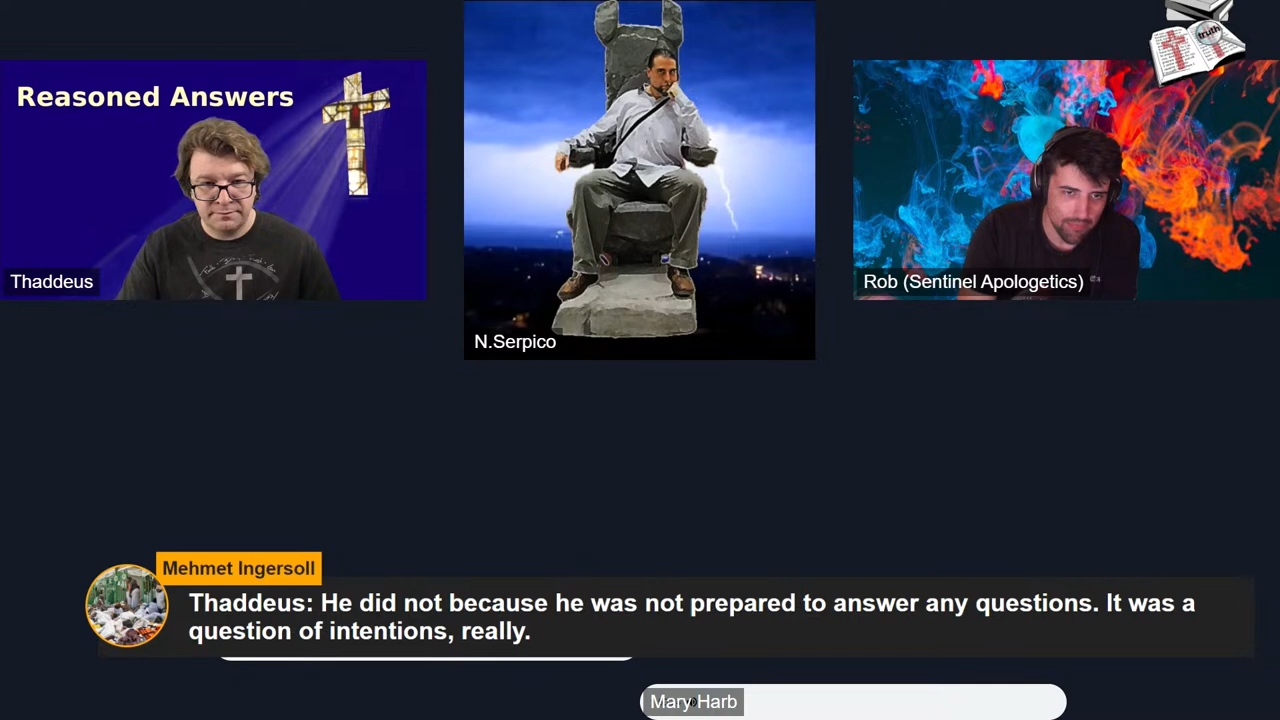 truth
Reasoned Answers
Thaddeus
N.Serpico
Rob (Sentinel Apologetics)
Mehmet Ingersoll
Thaddeus: He did not because he was not prepared to answer any questions. It was a
question of intentions, really.
Mary Harb